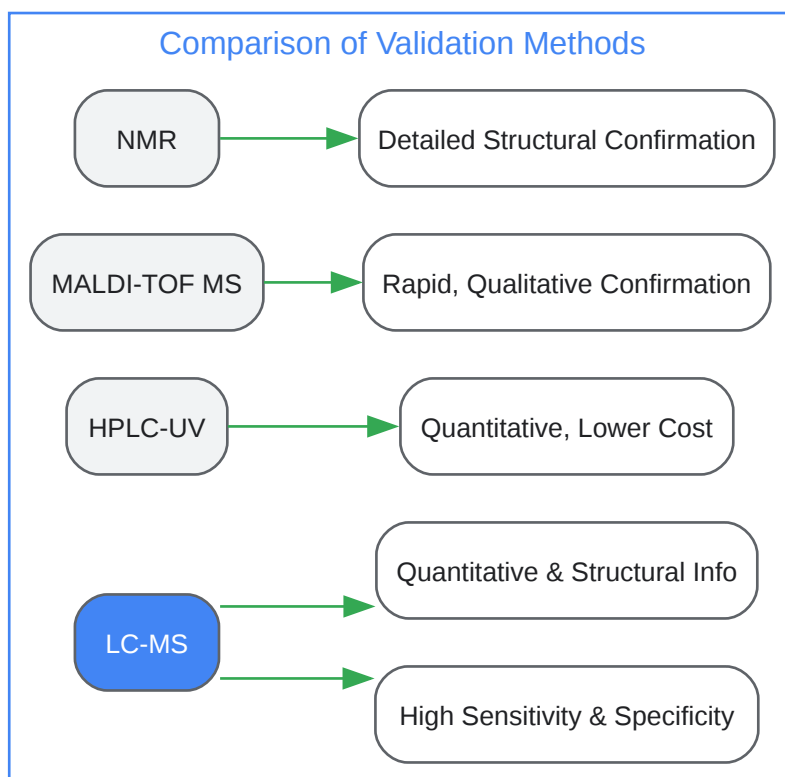 Comparison of Validation Methods
NMR
Detailed Structural Confirmation
MALDI-TOF MS
Rapid, Qualitative Confirmation
HPLC-UV
Quantitative, Lower Cost
LC-MS
Quantitative & Structural Info
High Sensitivity & Specificity